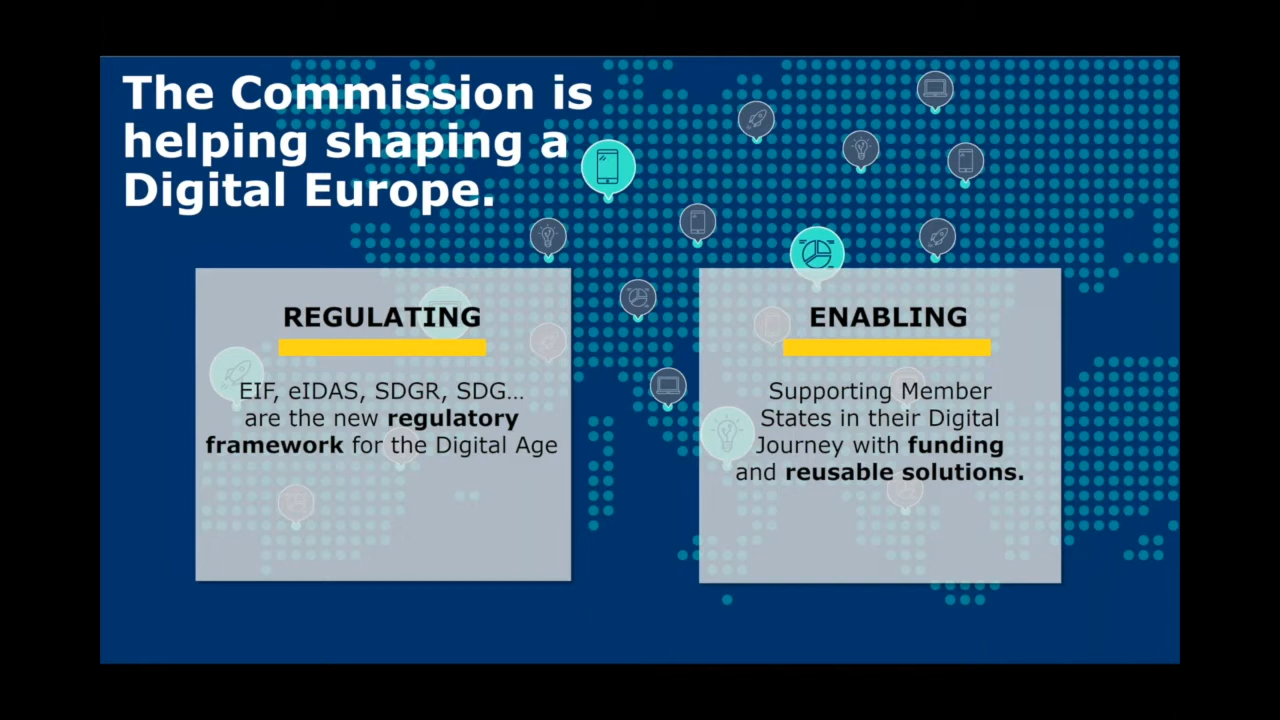 The Commission is
helping shaping a
Digital Europe.
REGULATING
EIF, eIDAS, SDGR, SDG...
are the new regulatory
framework for the Digital Age
ENABLING
Supporting Member
States in their Digital
Journey with funding
and reusable solutions.